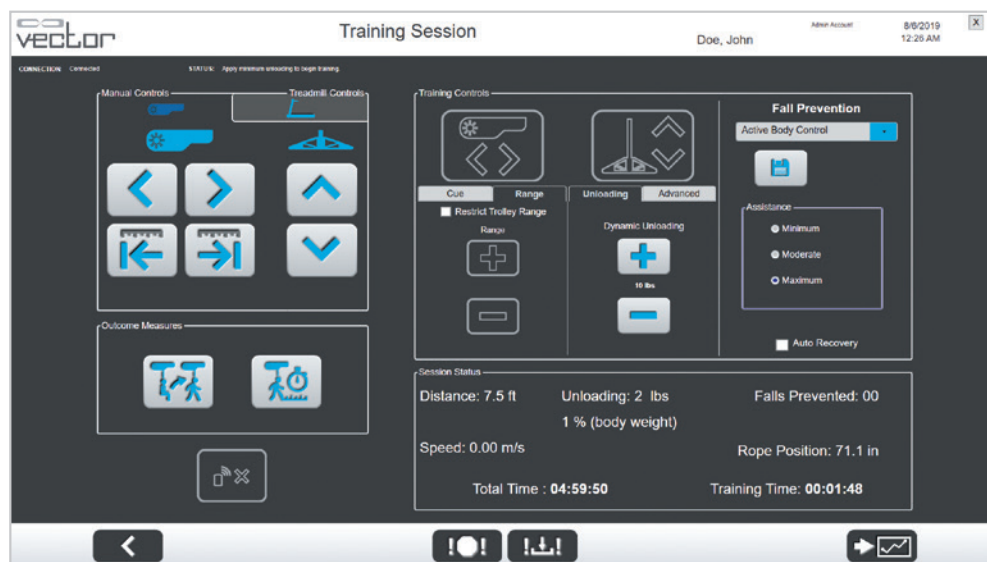 vector
Training Session
Doe, John
Admin Account
8/6/2019
12:26 AM
X
CONNECTION: Connected
STATUS: Apply minimum unloading to begin training.
Manual Controls
Treadmill Controls
Training Controls
Fall Prevention
Active Body Control
Cue
Range
Unloading
Advanced
Restrict Trolley Range
Range
Dynamic Unloading
10 lbs
Assistance
Minimum
Moderate
Maximum
Auto Recovery
Outcome Measures
Session Status
Distance: 7.5 ft
Unloading: 2 lbs
Falls Prevented: 00
1 % (body weight)
Speed: 0.00 m/s
Rope Position: 71.1 in
Total Time : 04:59:50
Training Time: 00:01:48